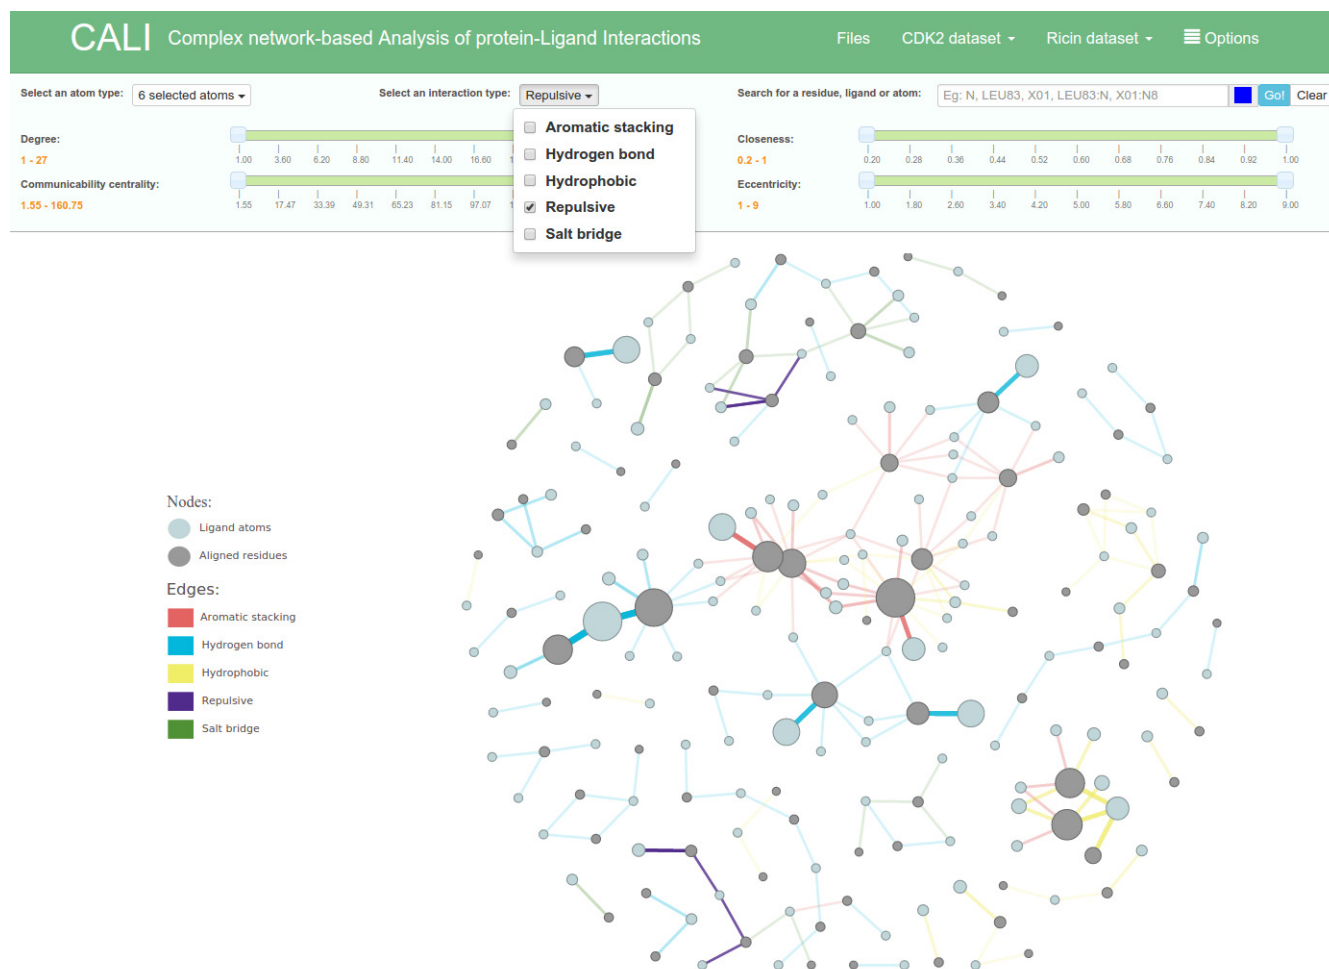 CALI Complex network-based Analysis of protein-Ligand Interactions Files CDK2 dataset Ricin dataset Options
Select an atom type: 6 selected atoms Select an interaction type: Repulsive Search for a residue, ligand or atom: Eg: N, LEU83, X01, LEU83:N, X01:N8 Go! Clear
Aromatic stacking
Hydrogen bond
Hydrophobic
Repulsive
Salt bridge
Degree:
1 - 27
1.00 3.60 6.20 8.80 11.40 14.00 16.60
Communicability centrality:
1.55 - 160.75
1.55 17.47 33.39 49.31 65.23 81.15 97.07
Closeness:
0.2 - 1
0.20 0.28 0.36 0.44 0.52 0.60 0.68 0.76 0.84 0.92 1.00
Eccentricity:
1 - 9
1.00 1.80 2.60 3.40 4.20 5.00 5.80 6.60 7.40 8.20 9.00
Nodes:
Ligand atoms
Aligned residues
Edges:
Aromatic stacking
Hydrogen bond
Hydrophobic
Repulsive
Salt bridge